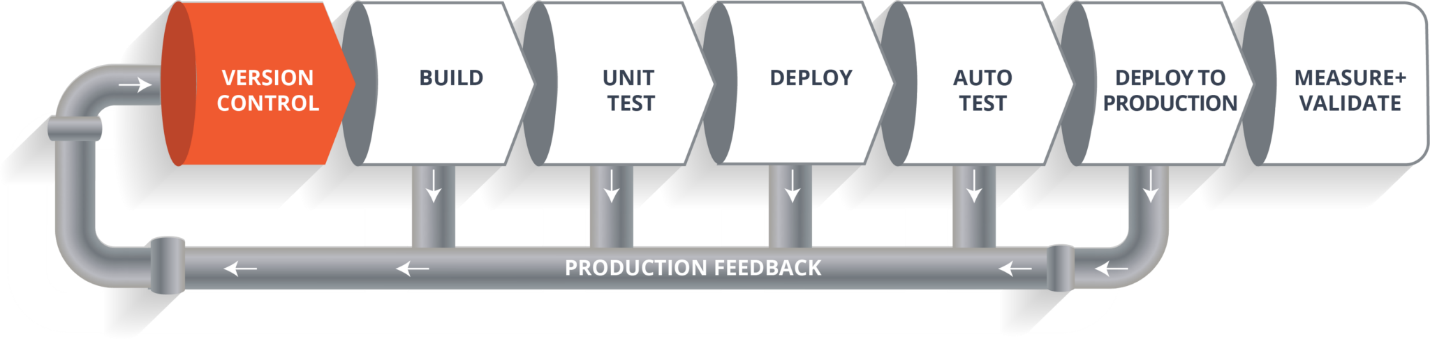 VERSION
CONTROL
BUILD
UNIT
TEST
DEPLOY
AUTO
TEST
DEPLOY TO
PRODUCTION
MEASURE+
VALIDATE
PRODUCTION FEEDBACK